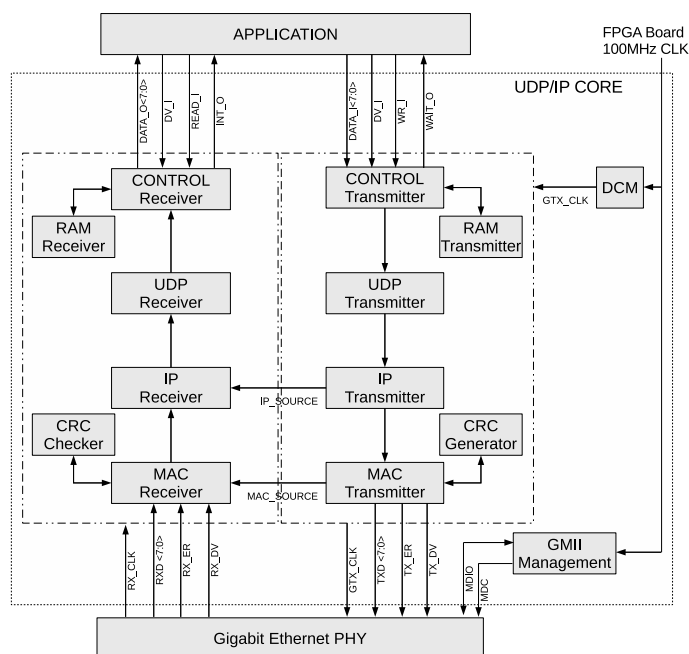 APPLICATION
FPGA Board
100MHz CLK
UDP/IP CORE
DATA_O<7:0>
DV_I
READ_I
INT_O
DATA_I<7:0>
DV_I
WR_I
WAIT_O
CONTROL
Receiver
CONTROL
Transmitter
DCM
GTX_CLK
RAM
Receiver
RAM
Transmitter
UDP
Receiver
UDP
Transmitter
IP
Receiver
IP
Transmitter
IP_SOURCE
CRC
Checker
CRC
Generator
MAC
Receiver
MAC
Transmitter
MAC_SOURCE
RX_CLK
RXD <7:0>
RX_ER
RX_DV
GTX_CLK
TXD <7:0>
TX_ER
TX_DV
MDIO
MDC
GMII
Management
Gigabit Ethernet PHY